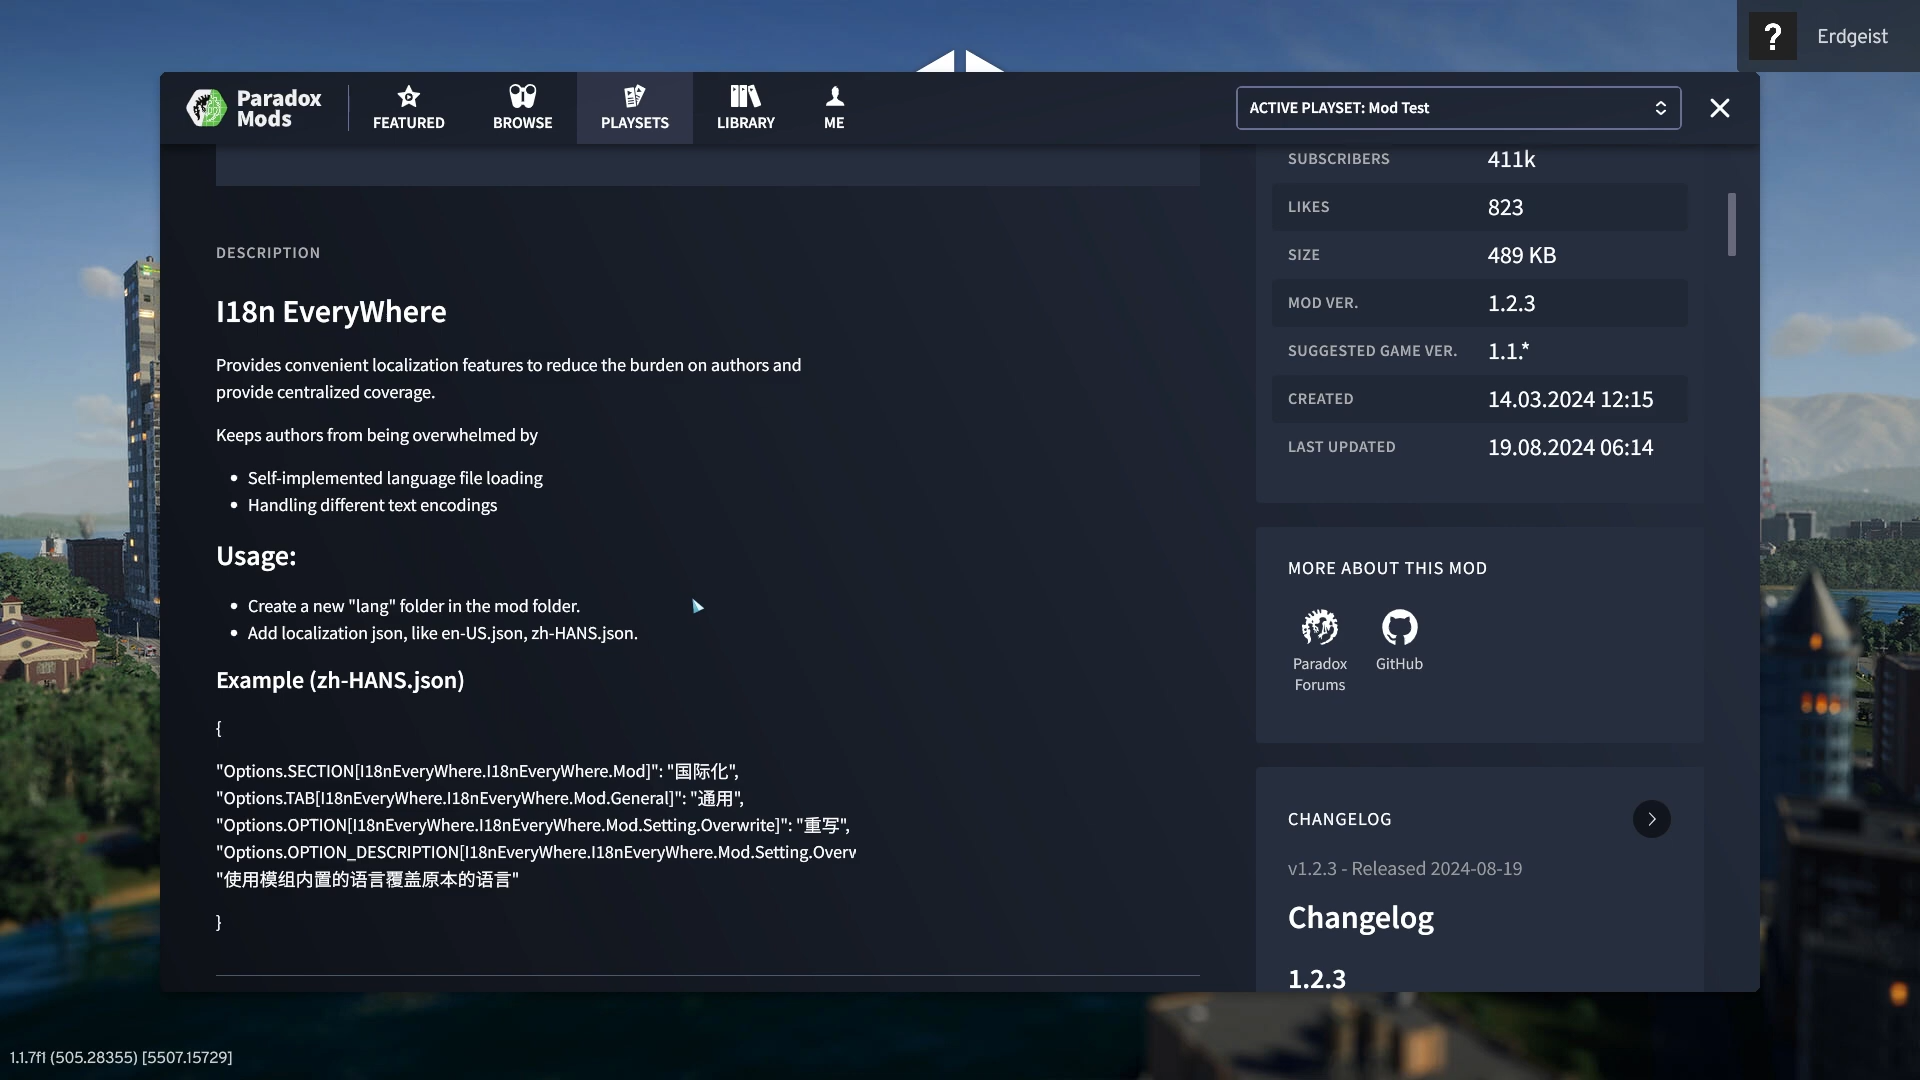 Erdgeist
Paradox
Mods
FEATURED
BROWSE
PLAYSETS
LIBRARY
ME
ACTIVE PLAYSET: Mod Test
SUBSCRIBERS 411k
LIKES 823
SIZE 489 KB
MOD VER. 1.2.3
SUGGESTED GAME VER. 1.1.*
CREATED 14.03.2024 12:15
LAST UPDATED 19.08.2024 06:14
DESCRIPTION
I18n EveryWhere
Provides convenient localization features to reduce the burden on authors and
provide centralized coverage.
Keeps authors from being overwhelmed by
• Self-implemented language file loading
• Handling different text encodings
Usage:
• Create a new "lang" folder in the mod folder.
• Add localization json, like en-US.json, zh-HANS.json.
Example (zh-HANS.json)
{
"Options.SECTION[I18nEveryWhere.I18nEveryWhere.Mod]": "国际化",
"Options.TAB[I18nEveryWhere.I18nEveryWhere.Mod.General]": "通用",
"Options.OPTION[I18nEveryWhere.I18nEveryWhere.Mod.Setting.Overwrite]": "重写",
"Options.OPTION_DESCRIPTION[I18nEveryWhere.I18nEveryWhere.Mod.Setting.Overw
"使用模组内置的语言覆盖原本的语言"
}
MORE ABOUT THIS MOD
Paradox
Forums
GitHub
CHANGELOG
v1.2.3 - Released 2024-08-19
Changelog
1.2.3
1.1.7f1 (505.28355) [5507.15729]